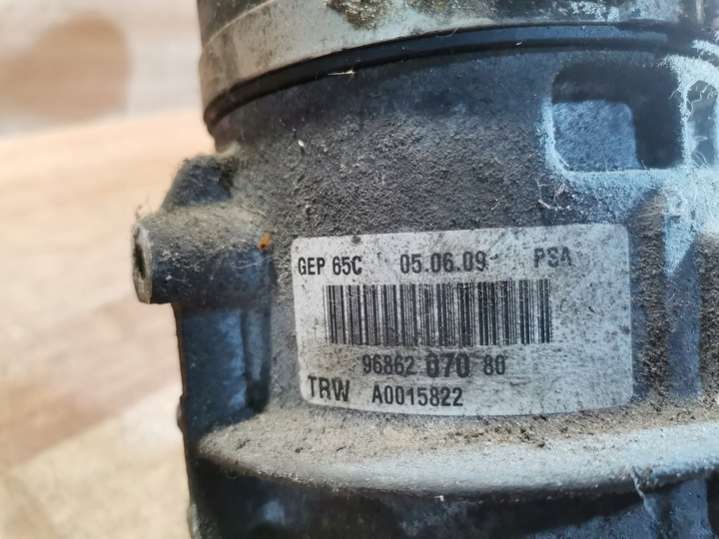 GEP 65C 05.06.09 PSA
96862 070 80
TRW A0015822